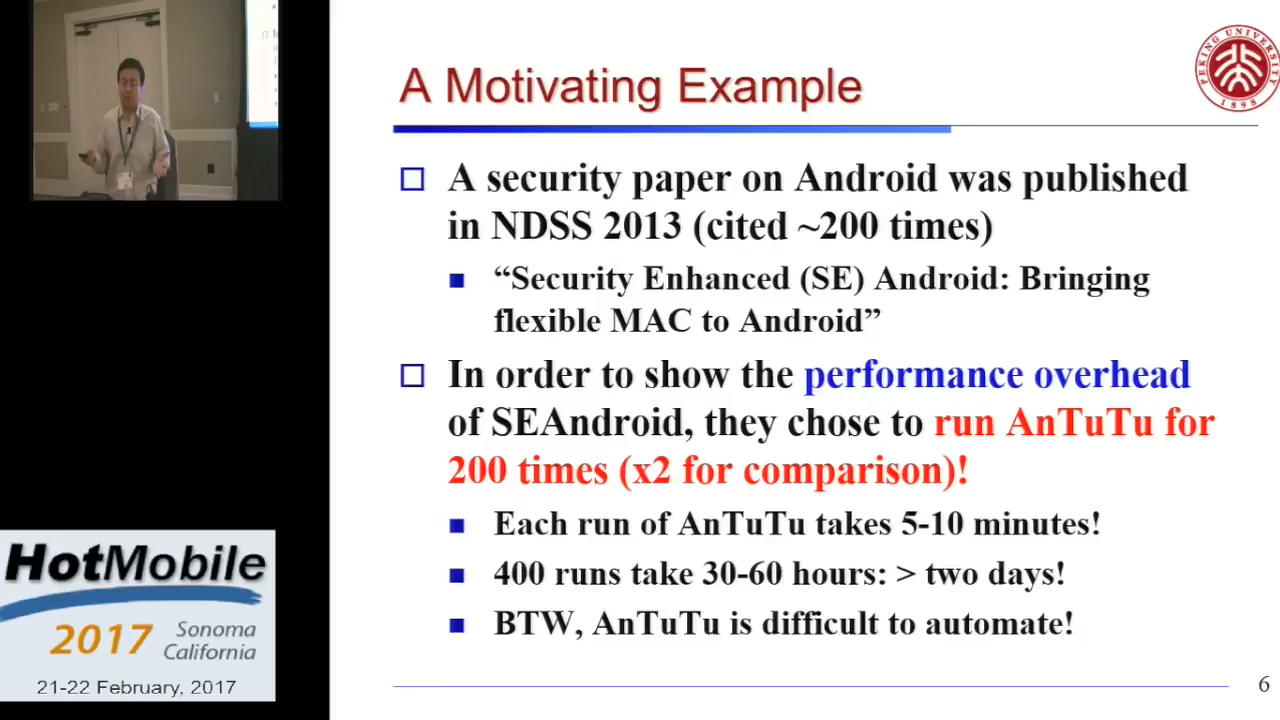 A Motivating Example
PEKING UNIVERSITY
1898
A security paper on Android was published
in NDSS 2013 (cited ~200 times)
“Security Enhanced (SE) Android: Bringing
flexible MAC to Android”
In order to show the performance overhead
of SEAndroid, they chose to run AnTuTu for
200 times (x2 for comparison)!
Each run of AnTuTu takes 5-10 minutes!
400 runs take 30-60 hours: > two days!
BTW, AnTuTu is difficult to automate!
6
HotMobile
2017 Sonoma
California
21-22 February, 2017